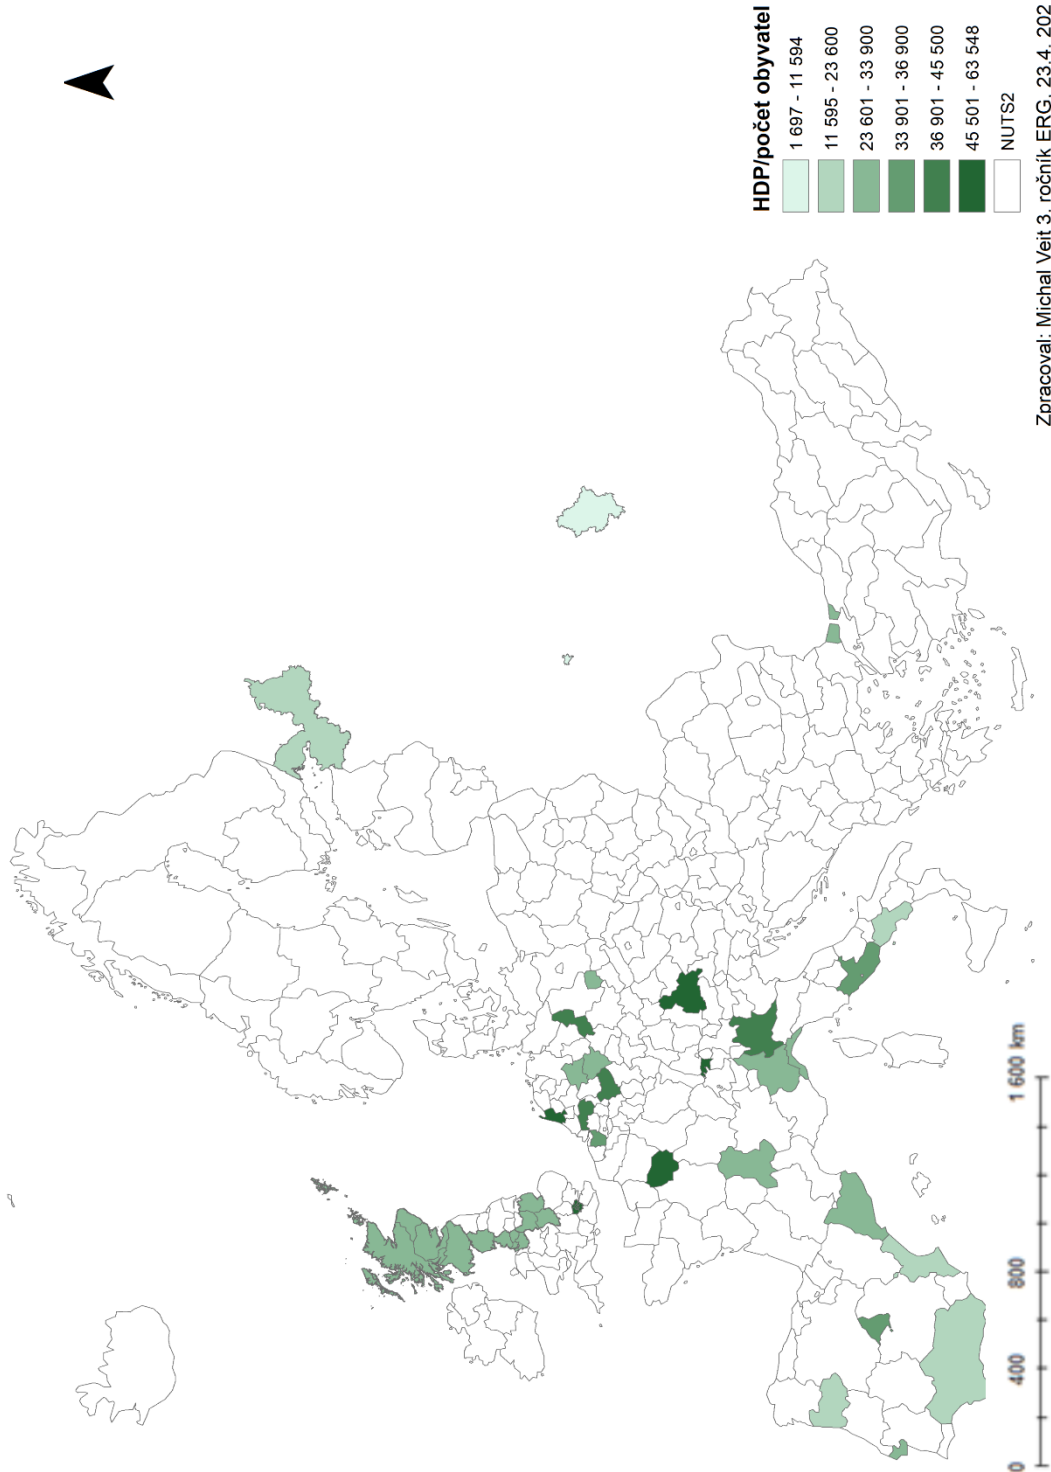 HDP/počet obyvatel
1 697 - 11 594
11 595 - 23 600
23 601 - 33 900
33 901 - 36 900
36 901 - 45 500
45 501 - 63 548
NUTS2
Zpracoval: Michal Veit 3. ročník ERG, 23.4. 202
0 400 800 1 600 km